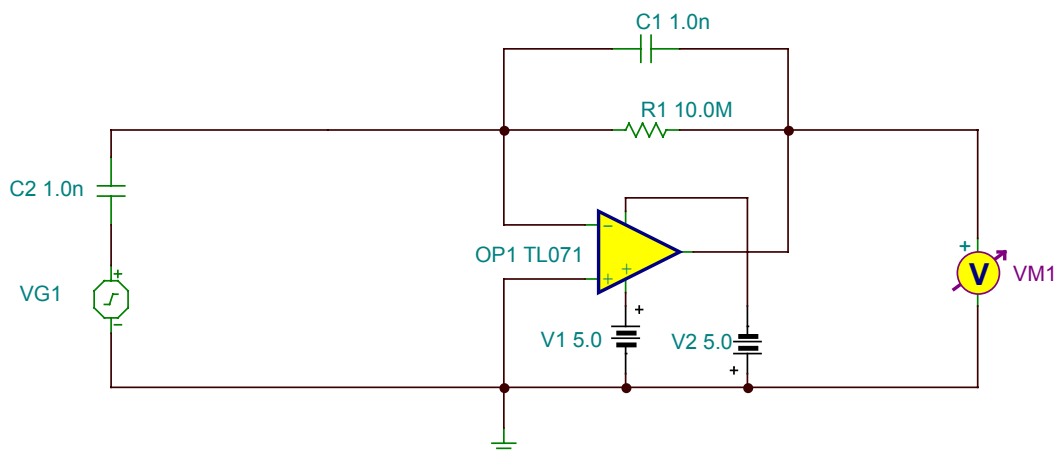 C1 1.0n
R1 10.0M
C2 1.0n
OP1 TL071
−
+
+
+
VG1
−
+
V
VM1
+
V1 5.0
+
V2 5.0
+